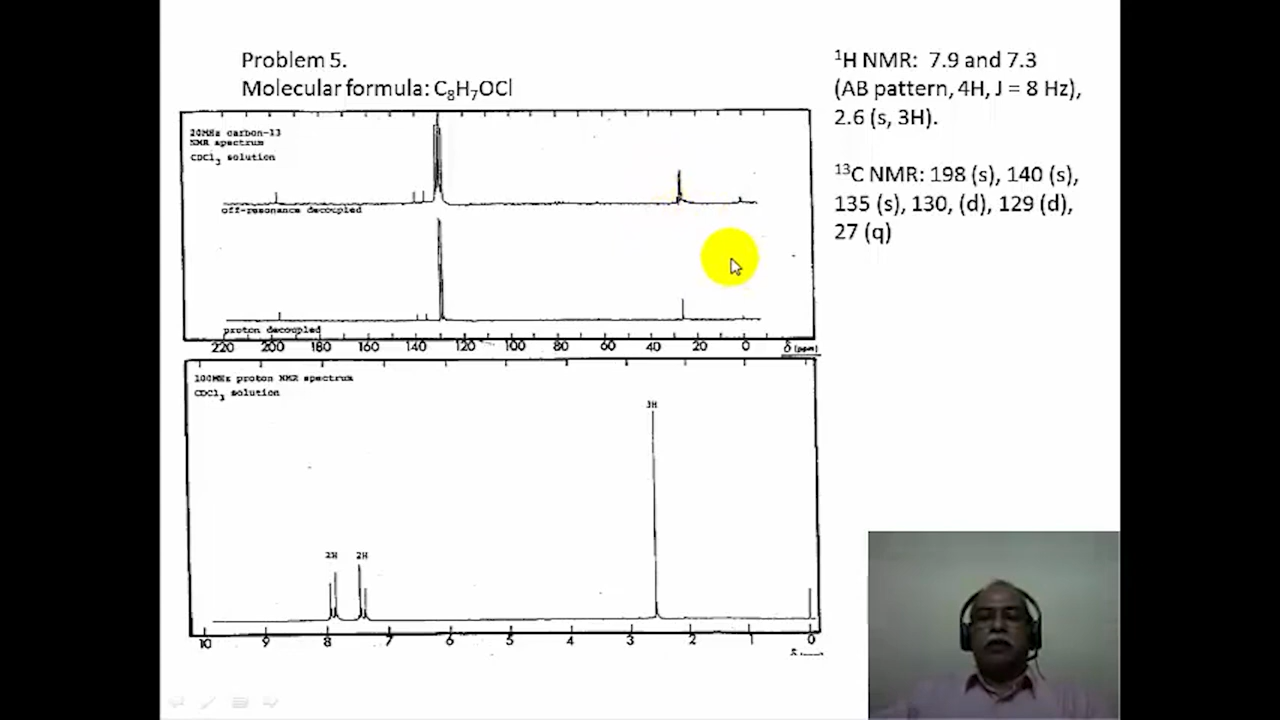 Problem 5.
Molecular formula: C₈H₇OCl
20MHz carbon-13
NMR spectrum
CDCl₃ solution
off-resonance decoupled
proton decoupled
220 200 180 160 140 120 100 80 60 40 20 0 δ (ppm)
100MHz proton NMR spectrum
CDCl₃ solution
3H
2H 2H
10 9 8 7 6 5 4 3 2 1 0
¹H NMR: 7.9 and 7.3
(AB pattern, 4H, J = 8 Hz),
2.6 (s, 3H).
¹³C NMR: 198 (s), 140 (s),
135 (s), 130, (d), 129 (d),
27 (q)